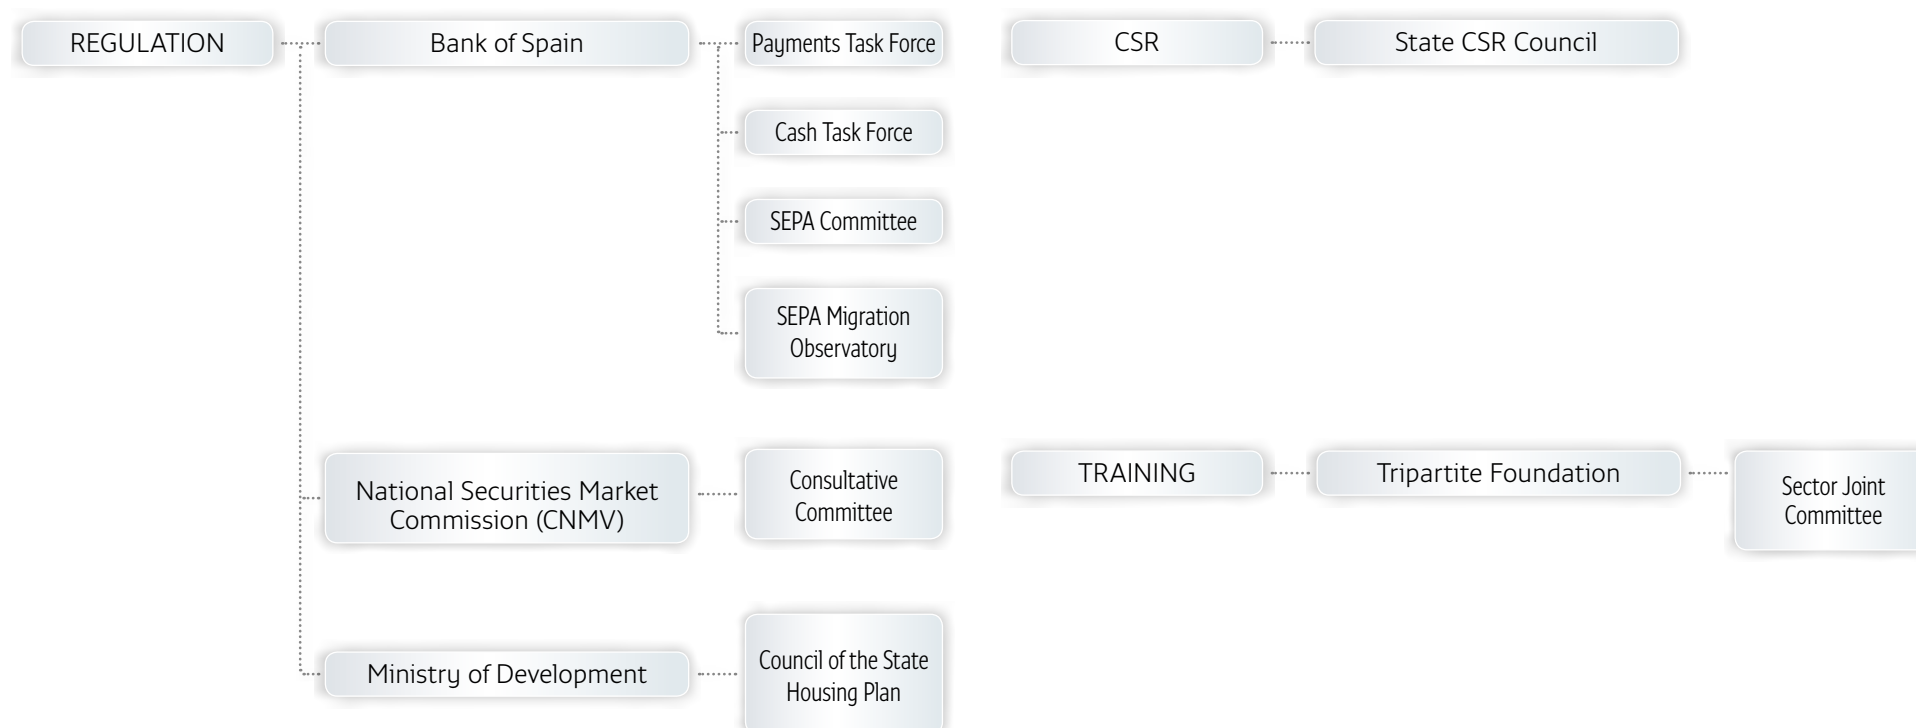 REGULATION
Bank of Spain
Payments Task Force
Cash Task Force
SEPA Committee
SEPA Migration
Observatory
National Securities Market
Commission (CNMV)
Consultative
Committee
Ministry of Development
Council of the State
Housing Plan
CSR
State CSR Council
TRAINING
Tripartite Foundation
Sector Joint
Committee